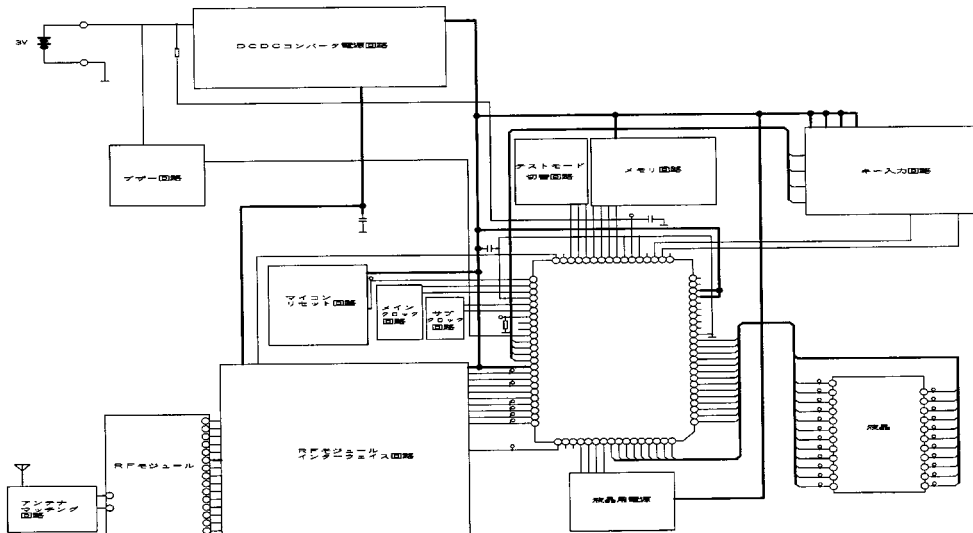 3V
DCDCコンバータ電源回路
ブザー回路
テストモード
切替回路
メモリ回路
キー入力回路
マイコン
リセット回路
メイン
クロック
回路
サブ
クロック
回路
RFモジュール
RFモジュール
インターフェイス回路
アンテナ
マッチング
回路
液晶用電源
液晶